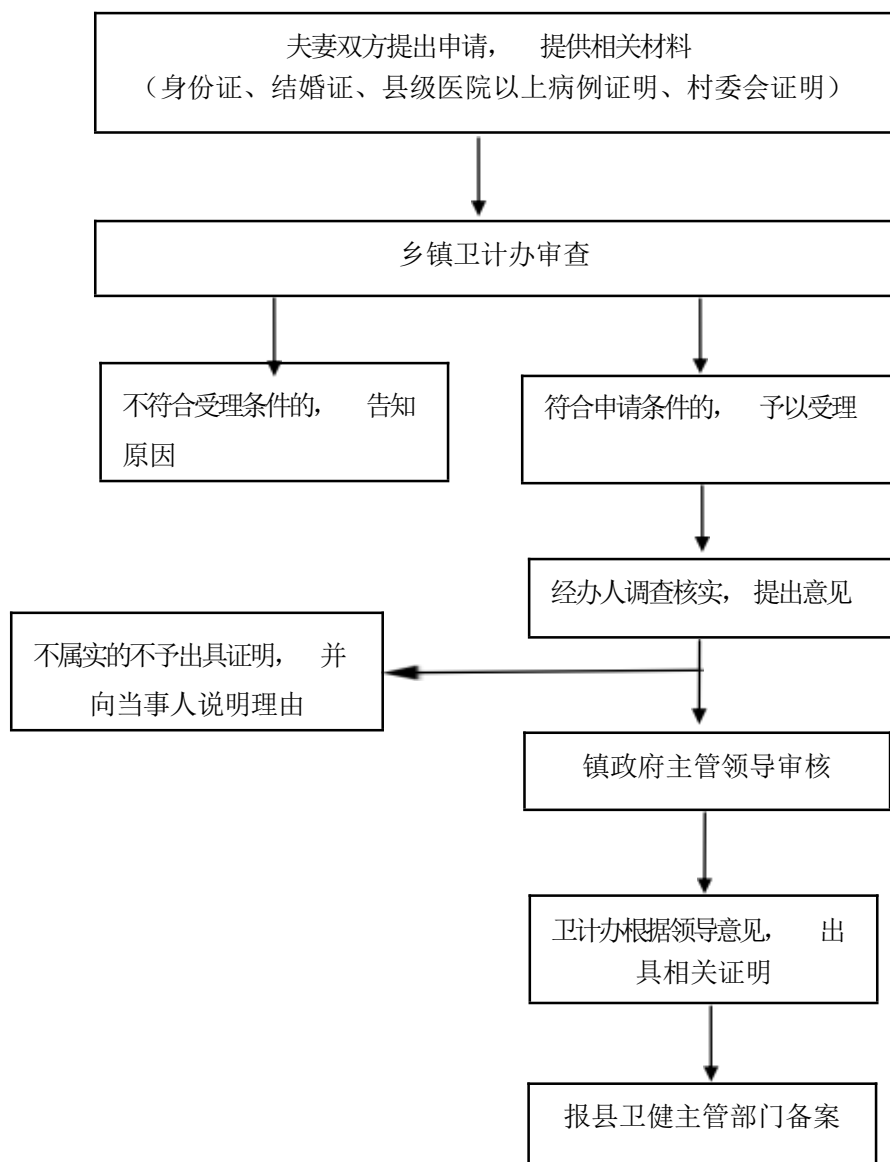 夫妻双方提出申请， 提供相关材料
（身份证、结婚证、县级医院以上病例证明、村委会证明）
乡镇卫计办审查
不符合受理条件的， 告知
原因
符合申请条件的， 予以受理
经办人调查核实， 提出意见
不属实的不予出具证明， 并
向当事人说明理由
镇政府主管领导审核
卫计办根据领导意见， 出
具相关证明
报县卫健主管部门备案